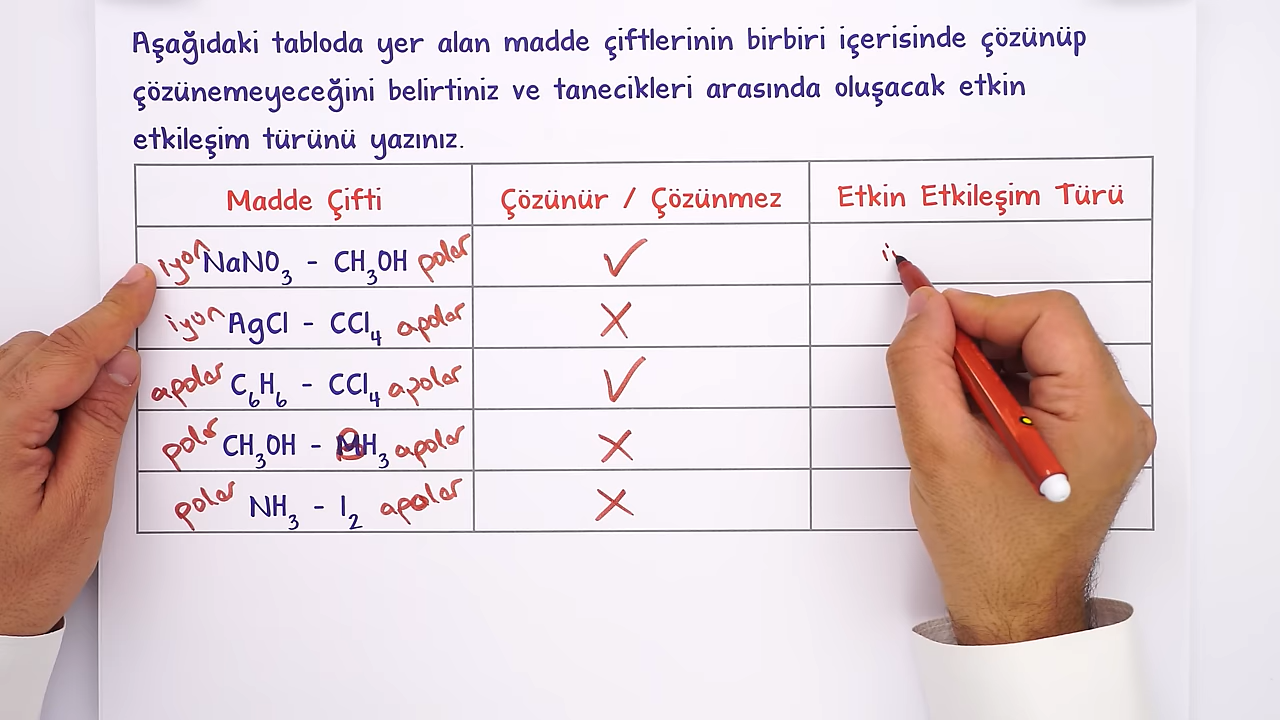 Aşağıdaki tabloda yer alan madde çiftlerinin birbiri içerisinde çözünüp
çözünemeyeceğini belirtiniz ve tanecikleri arasında oluşacak etkin
etkileşim türünü yazınız.
Madde Çifti Çözünür / Çözünmez Etkin Etkileşim Türü
iyon NaNO₃ - CH₃OH polar ✓
iyon AgCl - CCl₄ apolar X
apolar C₆H₆ - CCl₄ apolar ✓
polar CH₃OH - H₃ apolar X
polar NH₃ - I₂ apolar X